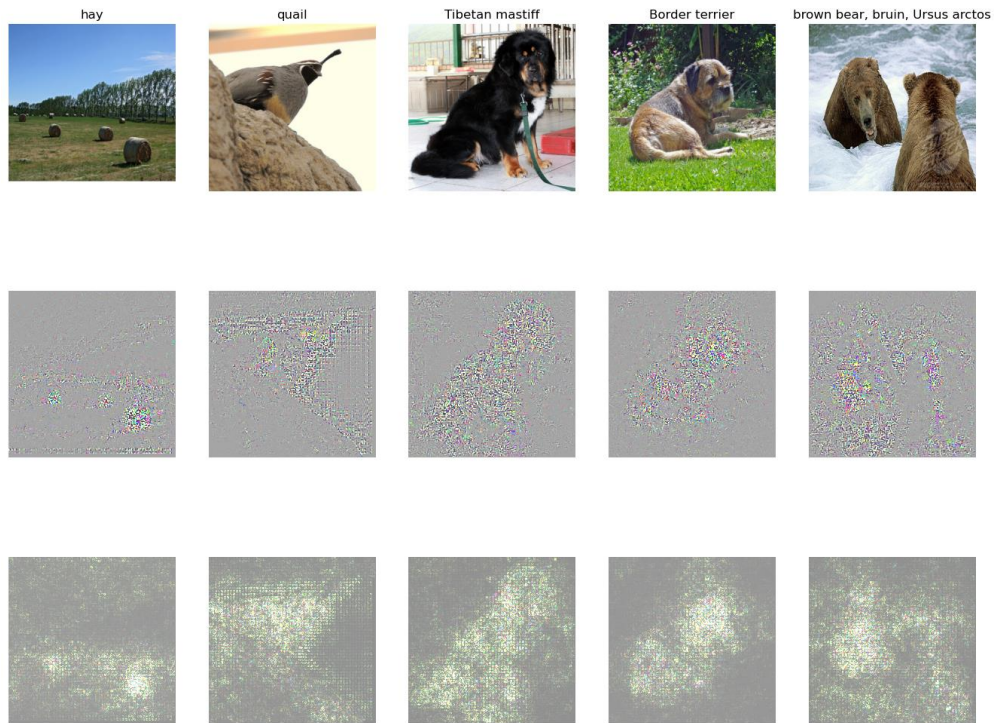 hay
quail
Tibetan mastiff
Border terrier
brown bear, bruin, Ursus arctos